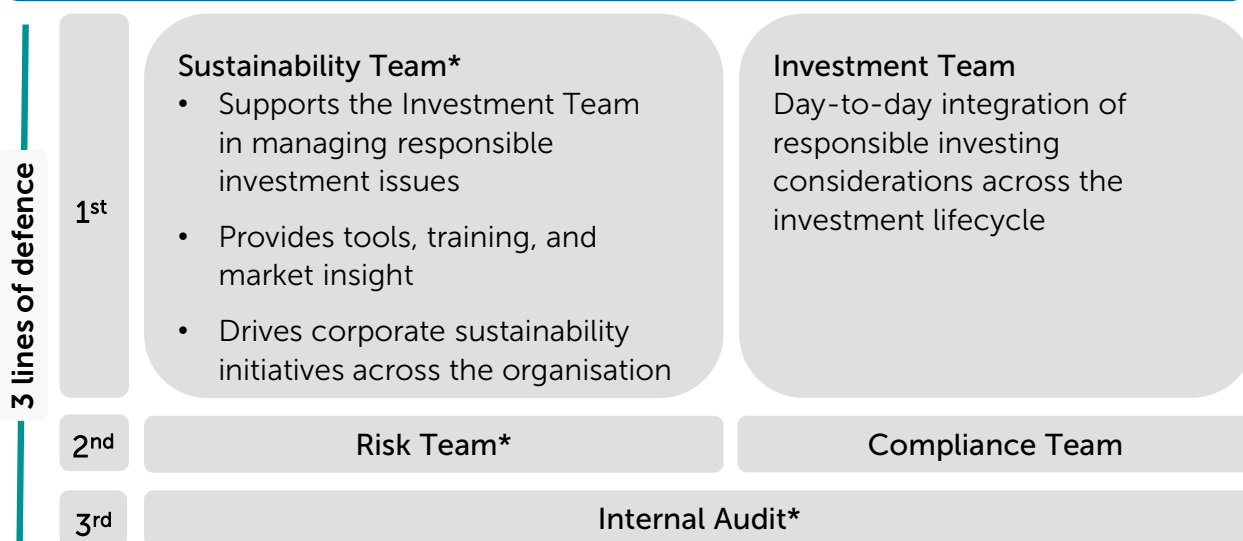 3 lines of defence
1st
Sustainability Team*
• Supports the Investment Team
in managing responsible
investment issues
• Provides tools, training, and
market insight
• Drives corporate sustainability
initiatives across the organisation
Investment Team
Day-to-day integration of
responsible investing
considerations across the
investment lifecycle
2nd
Risk Team*
Compliance Team
3rd
Internal Audit*